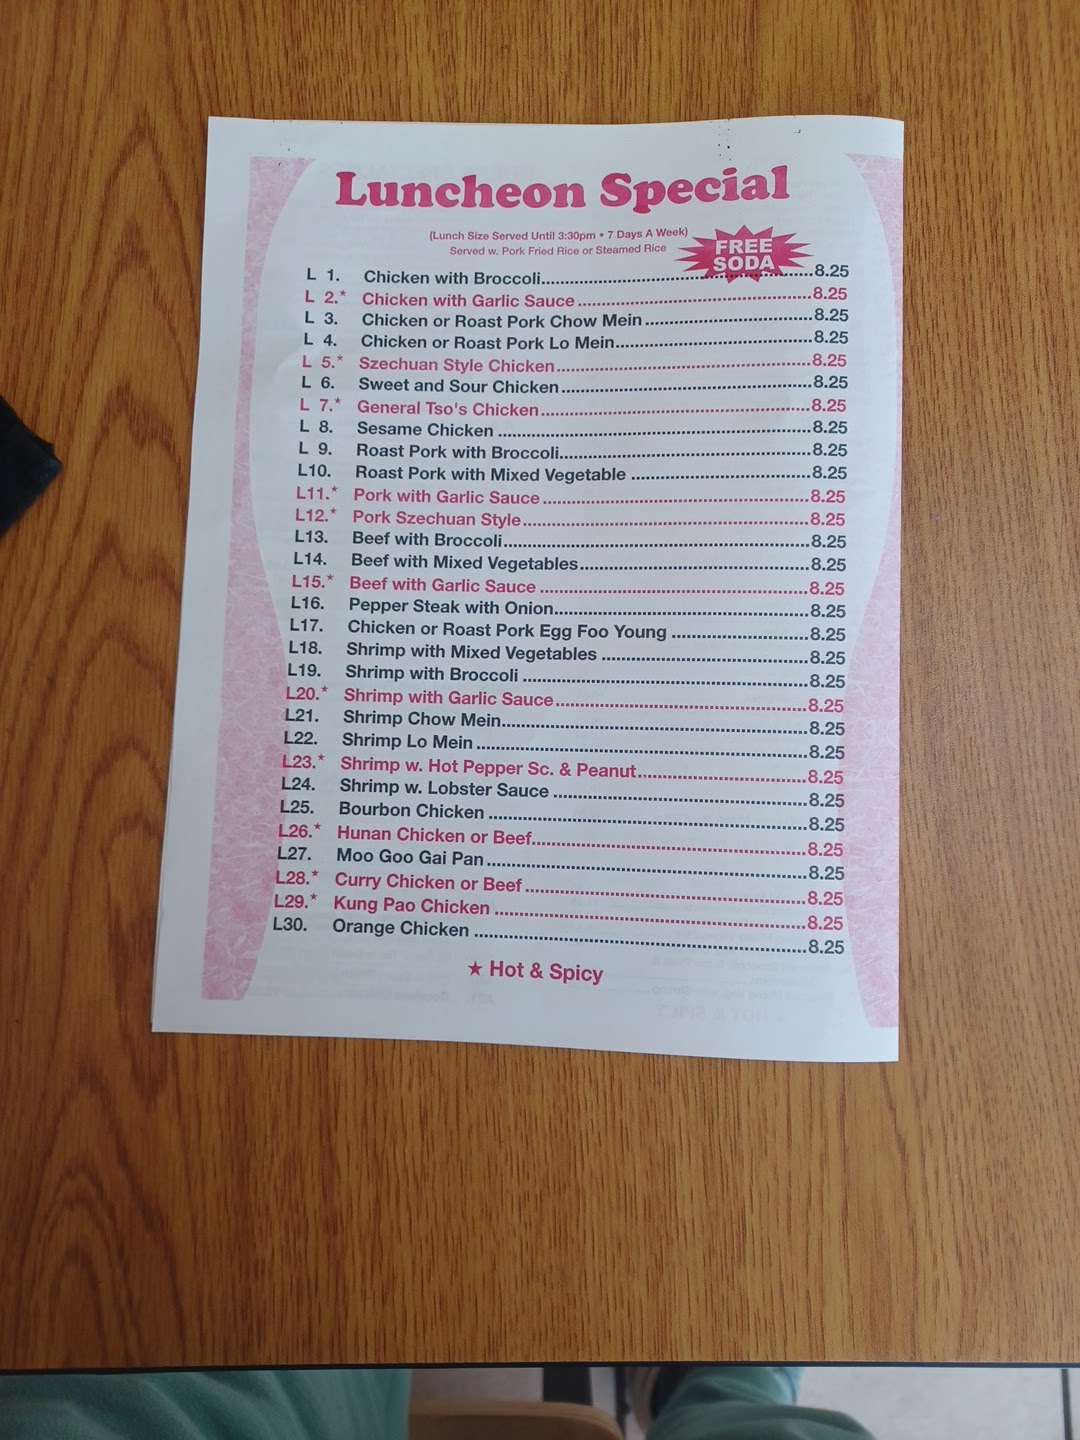 Luncheon Special
(Lunch Size Served Until 3:30pm • 7 Days A Week)
Served w. Pork Fried Rice or Steamed Rice
FREE
SODA
L 1. Chicken with Broccoli 8.25
L 2.* Chicken with Garlic Sauce 8.25
L 3. Chicken or Roast Pork Chow Mein 8.25
L 4. Chicken or Roast Pork Lo Mein 8.25
L 5.* Szechuan Style Chicken 8.25
L 6. Sweet and Sour Chicken 8.25
L 7.* General Tso's Chicken 8.25
L 8. Sesame Chicken 8.25
L 9. Roast Pork with Broccoli 8.25
L10. Roast Pork with Mixed Vegetable 8.25
L11.* Pork with Garlic Sauce 8.25
L12.* Pork Szechuan Style 8.25
L13. Beef with Broccoli 8.25
L14. Beef with Mixed Vegetables 8.25
L15.* Beef with Garlic Sauce 8.25
L16. Pepper Steak with Onion 8.25
L17. Chicken or Roast Pork Egg Foo Young 8.25
L18. Shrimp with Mixed Vegetables 8.25
L19. Shrimp with Broccoli 8.25
L20.* Shrimp with Garlic Sauce 8.25
L21. Shrimp Chow Mein 8.25
L22. Shrimp Lo Mein 8.25
L23.* Shrimp w. Hot Pepper Sc. & Peanut 8.25
L24. Shrimp w. Lobster Sauce 8.25
L25. Bourbon Chicken 8.25
L26.* Hunan Chicken or Beef 8.25
L27. Moo Goo Gai Pan 8.25
L28.* Curry Chicken or Beef 8.25
L29.* Kung Pao Chicken 8.25
L30. Orange Chicken 8.25
★ Hot & Spicy